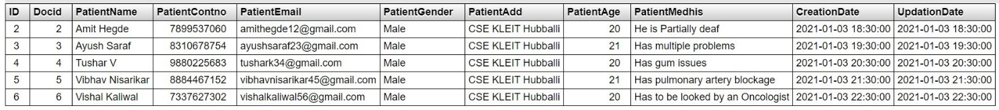 ID Docid PatientName PatientContno PatientEmail PatientGender PatientAdd PatientAge PatientMedhis CreationDate UpdationDate
2 2 Amit Hegde 7899537060 amithegde12@gmail.com Male CSE KLEIT Hubballi 20 He is Partially deaf 2021-01-03 18:30:00 2021-01-03 18:30:00
3 3 Ayush Saraf 8310678754 ayushsaraf23@gmail.com Male CSE KLEIT Hubballi 21 Has multiple problems 2021-01-03 19:30:00 2021-01-03 19:30:00
4 4 Tushar V 9880225683 tushark34@gmail.com Male CSE KLEIT Hubballi 20 Has gum issues 2021-01-03 20:30:00 2021-01-03 20:30:00
5 5 Vibhav Nisarikar 8884467152 vibhavnisarikar45@gmail.com Male CSE KLEIT Hubballi 21 Has pulmonary artery blockage 2021-01-03 21:30:00 2021-01-03 21:30:00
6 6 Vishal Kaliwal 7337627302 vishalkaliwal56@gmail.com Male CSE KLEIT Hubballi 20 Has to be looked by an Oncologist 2021-01-03 22:30:00 2021-01-03 22:30:00